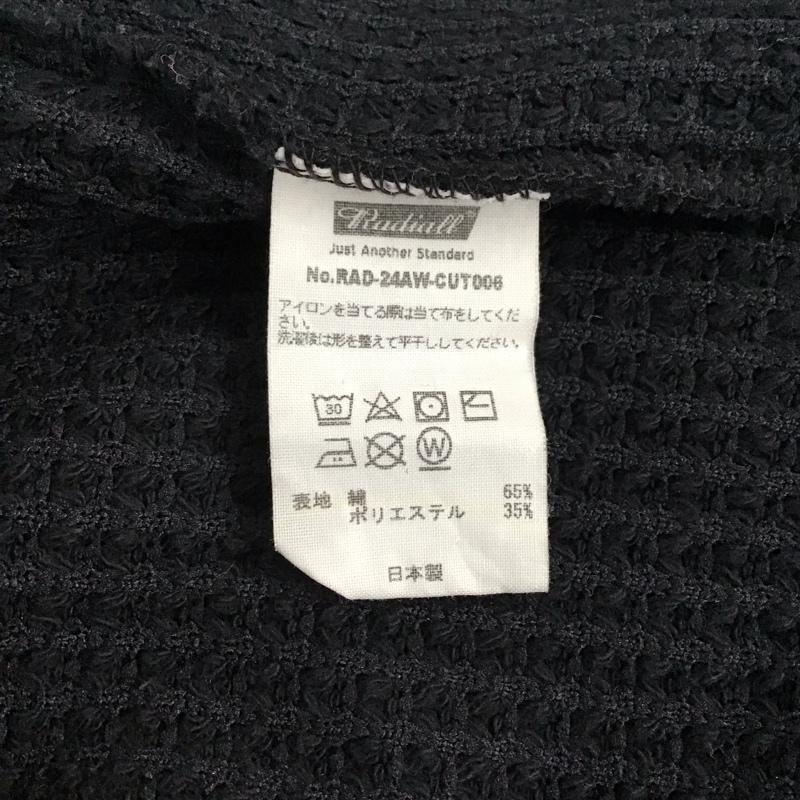 Radiall
Just Another Standard
No.RAD-24AW-CUT006
アイロンを当てる際は当て布をしてくだ
さい。
洗濯後は形を整えて平干ししてください。
30
W
表地 綿 65%
ポリエステル 35%
日本製